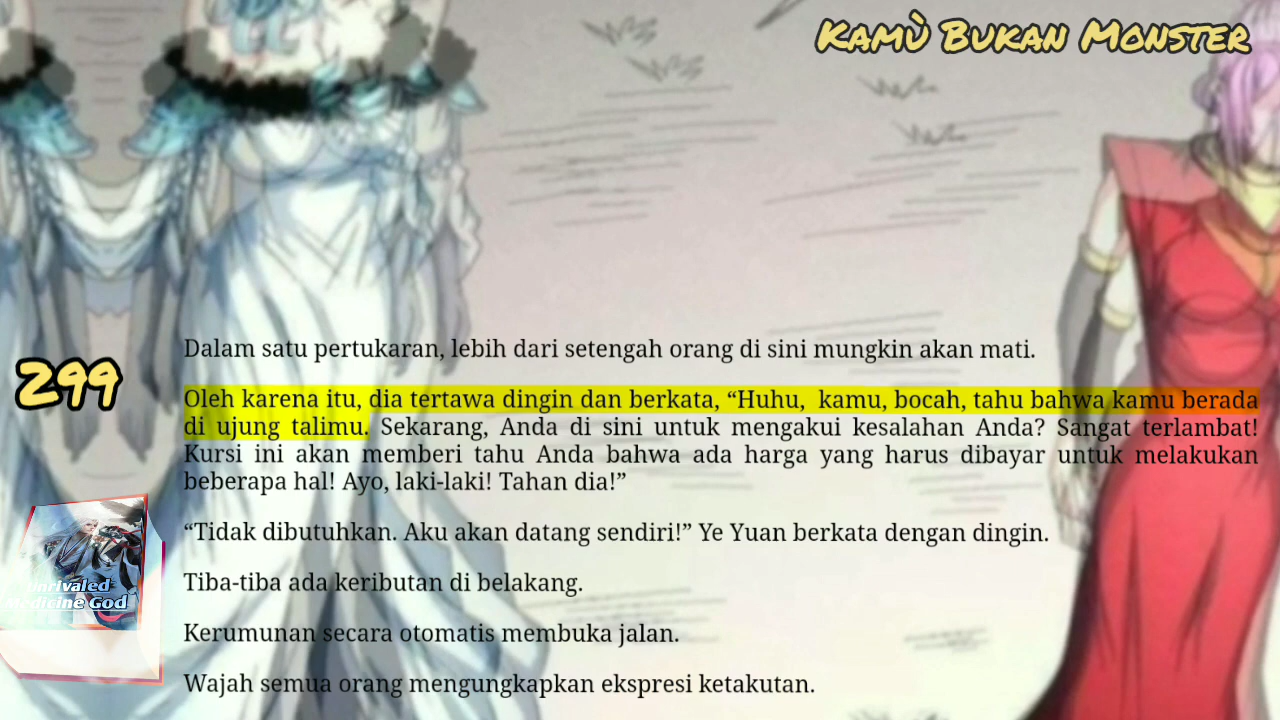 Kamù Bukan Monster
Dalam satu pertukaran, lebih dari setengah orang di sini mungkin akan mati.
299
Oleh karena itu, dia tertawa dingin dan berkata, “Huhu,  kamu, bocah, tahu bahwa kamu berada
di ujung talimu. Sekarang, Anda di sini untuk mengakui kesalahan Anda? Sangat terlambat!
Kursi ini akan memberi tahu Anda bahwa ada harga yang harus dibayar untuk melakukan
beberapa hal! Ayo, laki-laki! Tahan dia!”
“Tidak dibutuhkan. Aku akan datang sendiri!” Ye Yuan berkata dengan dingin.
Tiba-tiba ada keributan di belakang.
Unrivaled
Medicine God
Kerumunan secara otomatis membuka jalan.
Wajah semua orang mengungkapkan ekspresi ketakutan.